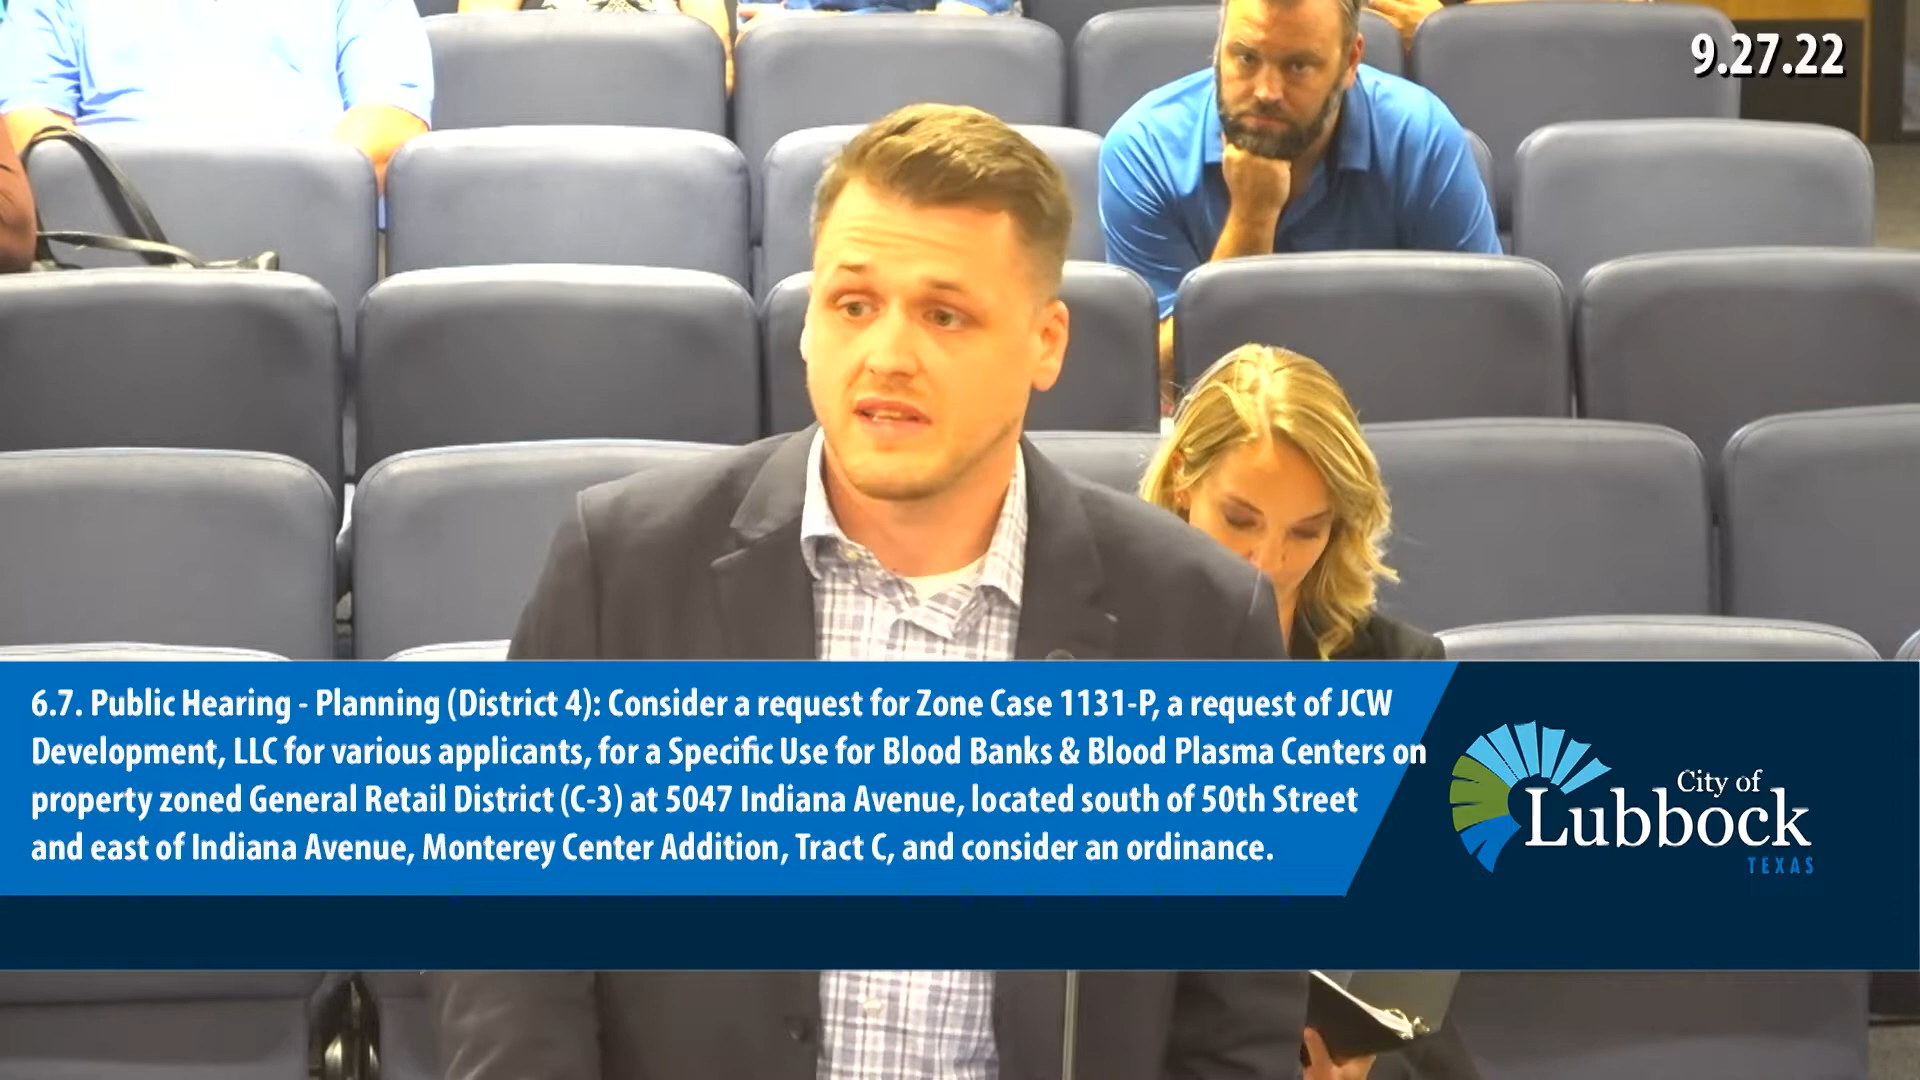 9.27.22
6.7. Public Hearing - Planning (District 4): Consider a request for Zone Case 1131-P, a request of JCW
Development, LLC for various applicants, for a Specific Use for Blood Banks & Blood Plasma Centers on
property zoned General Retail District (C-3) at 5047 Indiana Avenue, located south of 50th Street
and east of Indiana Avenue, Monterey Center Addition, Tract C, and consider an ordinance.
City of
Lubbock
TEXAS